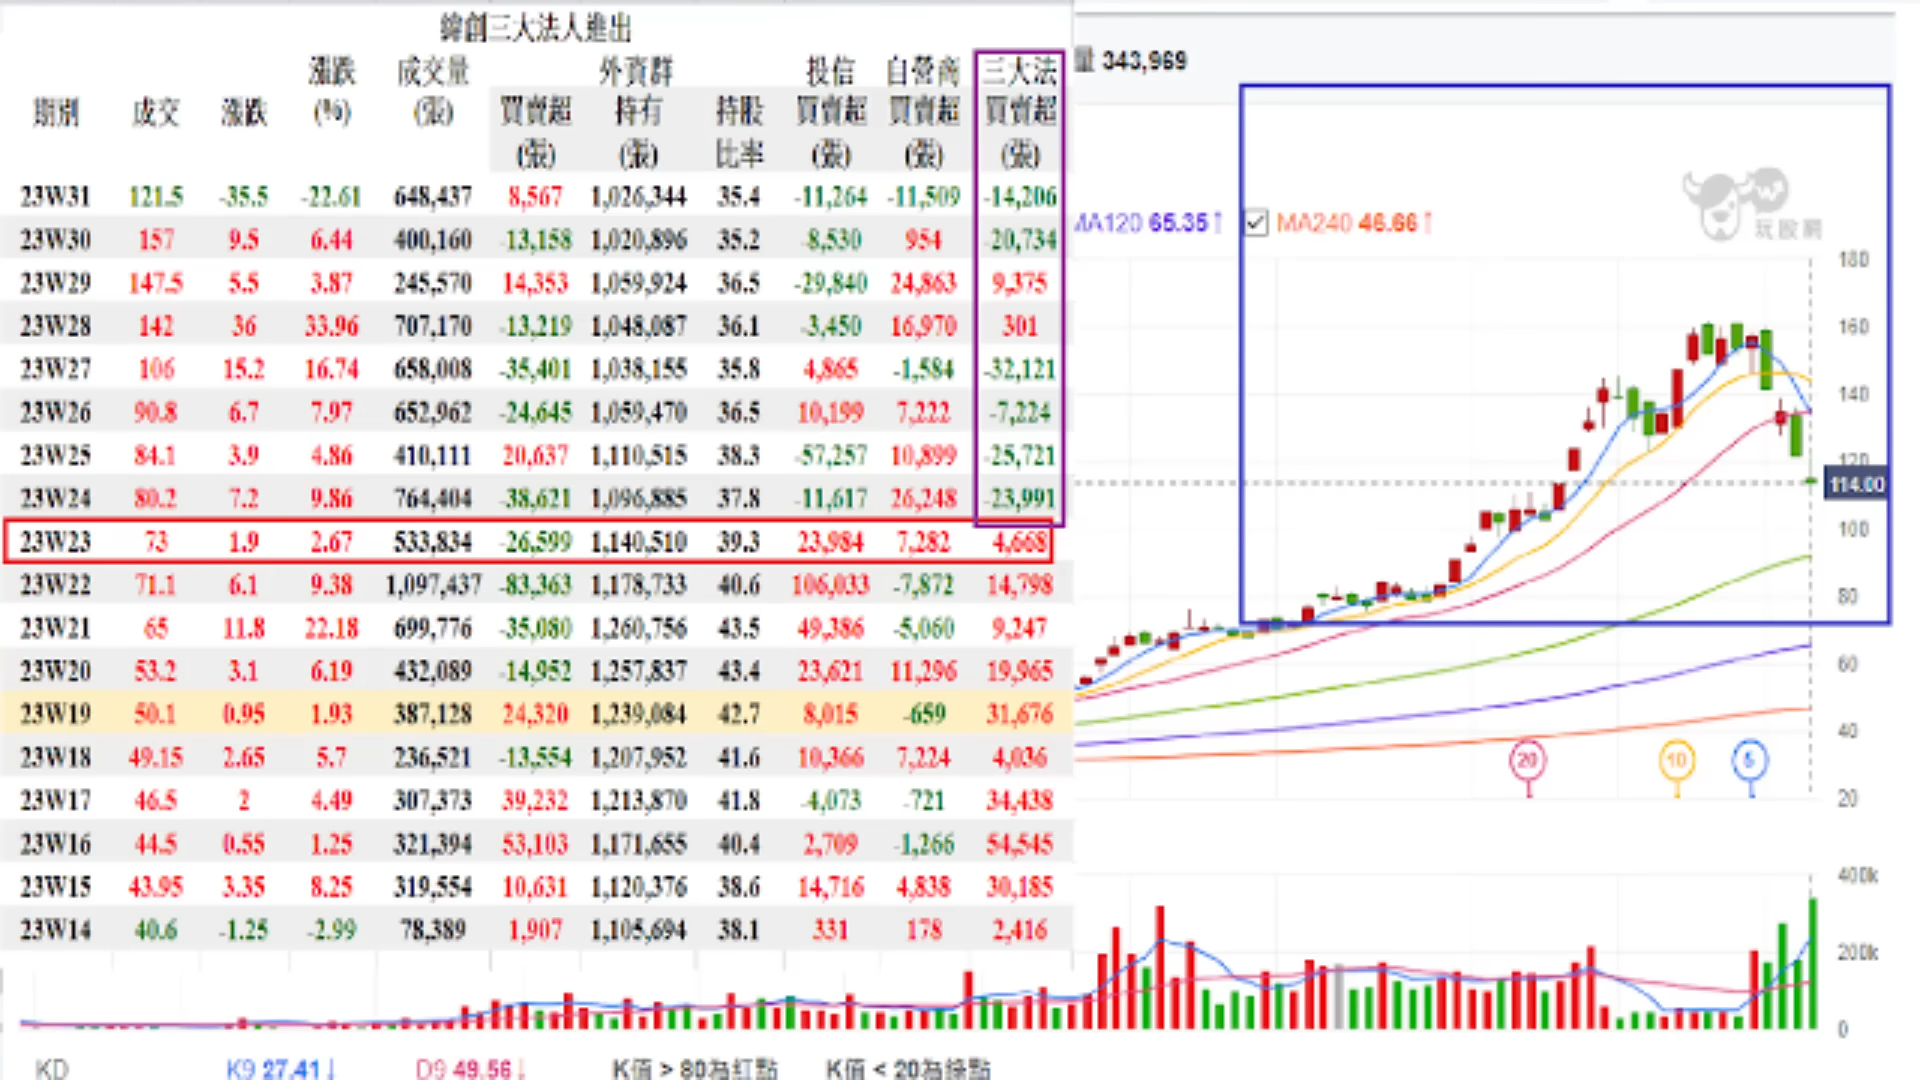 緯創三大法人進出
期別 成交 漲跌 漲跌(%) 成交量(張) 外資群 投信 自營商 三大法
買賣超(張) 持有(張) 持股比率 買賣超(張) 買賣超(張) 買賣超(張)
23W31 121.5 -35.5 -22.61 648,437 8,567 1,026,344 35.4 -11,264 -11,509 -14,206
23W30 157 9.5 6.44 400,160 -13,158 1,020,896 35.2 -8,530 954 -20,734
23W29 147.5 5.5 3.87 245,570 14,353 1,059,924 36.5 -29,840 24,863 9,375
23W28 142 36 33.96 707,170 -13,219 1,048,087 36.1 -3,450 16,970 301
23W27 106 15.2 16.74 658,008 -35,401 1,038,155 35.8 4,865 -1,584 -32,121
23W26 90.8 6.7 7.97 652,962 -24,645 1,059,470 36.5 10,199 7,222 -7,224
23W25 84.1 3.9 4.86 410,111 20,637 1,110,515 38.3 -57,257 10,899 -25,721
23W24 80.2 7.2 9.86 764,404 -38,621 1,096,885 37.8 -11,617 26,248 -23,991
23W23 73 1.9 2.67 533,834 -26,599 1,140,510 39.3 23,984 7,282 4,668
23W22 71.1 6.1 9.38 1,097,437 -83,363 1,178,733 40.6 106,033 -7,872 14,798
23W21 65 11.8 22.18 699,776 -35,080 1,260,756 43.5 49,386 -5,060 9,247
23W20 53.2 3.1 6.19 432,089 -14,952 1,257,837 43.4 23,621 11,296 19,965
23W19 50.1 0.95 1.93 387,128 24,320 1,239,084 42.7 8,015 -659 31,676
23W18 49.15 2.65 5.7 236,521 -13,554 1,207,952 41.6 10,366 7,224 4,036
23W17 46.5 2 4.49 307,373 39,232 1,213,870 41.8 -4,073 -721 34,438
23W16 44.5 0.55 1.25 321,394 53,103 1,171,655 40.4 2,709 -1,266 54,545
23W15 43.95 3.35 8.25 319,554 10,631 1,120,376 38.6 14,716 4,838 30,185
23W14 40.6 -1.25 -2.99 78,389 1,907 1,105,694 38.1 331 178 2,416
量 343,969
MA120 65.35↑ MA240 46.66↑
玩股網
180
160
140
120
114.00
100
80
60
40
20
20 10 5
400k
200k
0
KD K9 27.41↓ D9 49.56↓ K值 > 80為紅點 K值 < 20為綠點